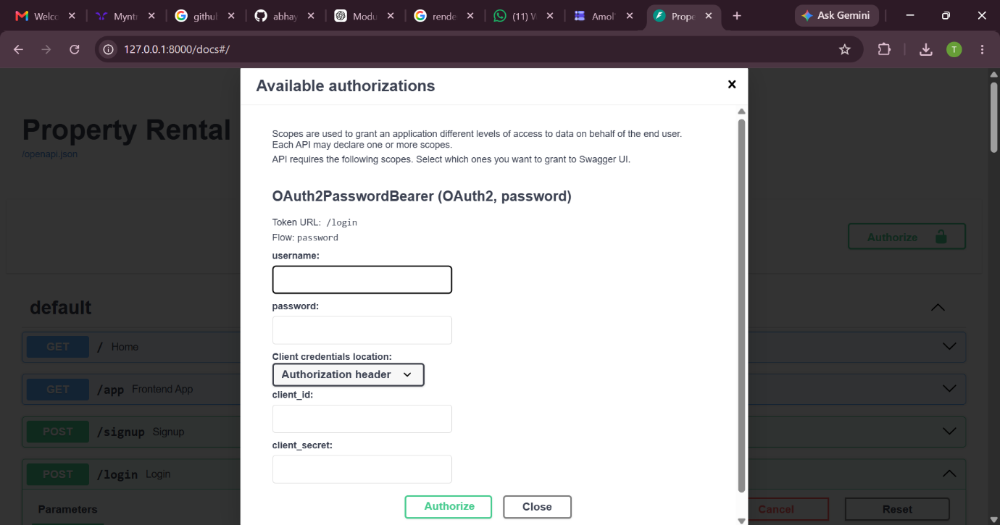 Welco
Myntr
githul
abhay
Modu
rende
(11) W
Amol'
Prope
Ask Gemini
127.0.0.1:8000/docs#/
T
Available authorizations
Property Rental
/openapi.json
Scopes are used to grant an application different levels of access to data on behalf of the end user.
Each API may declare one or more scopes.
API requires the following scopes. Select which ones you want to grant to Swagger UI.
OAuth2PasswordBearer (OAuth2, password)
Token URL: /login
Flow: password
Authorize
username:
password:
default
GET / Home
Client credentials location:
Authorization header
GET /app Frontend App
client_id:
POST /signup Signup
client_secret:
POST /login Login
Authorize
Close
Parameters
Cancel
Reset